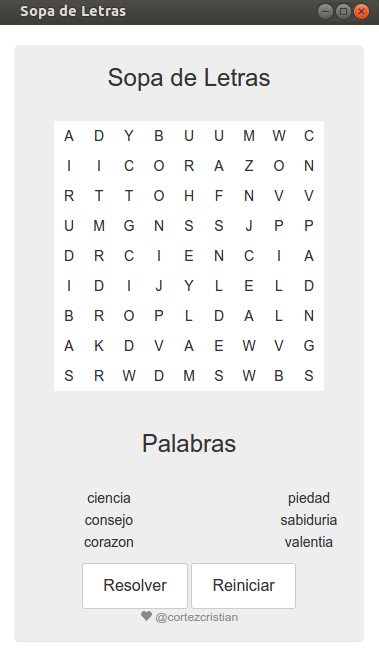 Sopa de Letras
Sopa de Letras
A D Y B U U M W C
I I C O R A Z O N
R T T O H F N V V
U M G N S S J P P
D R C I E N C I A
I D I J Y L E L D
B R O P L D A L N
A K D V A E W V G
S R W D M S W B S
Palabras
ciencia piedad
consejo sabiduria
corazon valentia
Resolver Reiniciar
♥ @cortezcristian